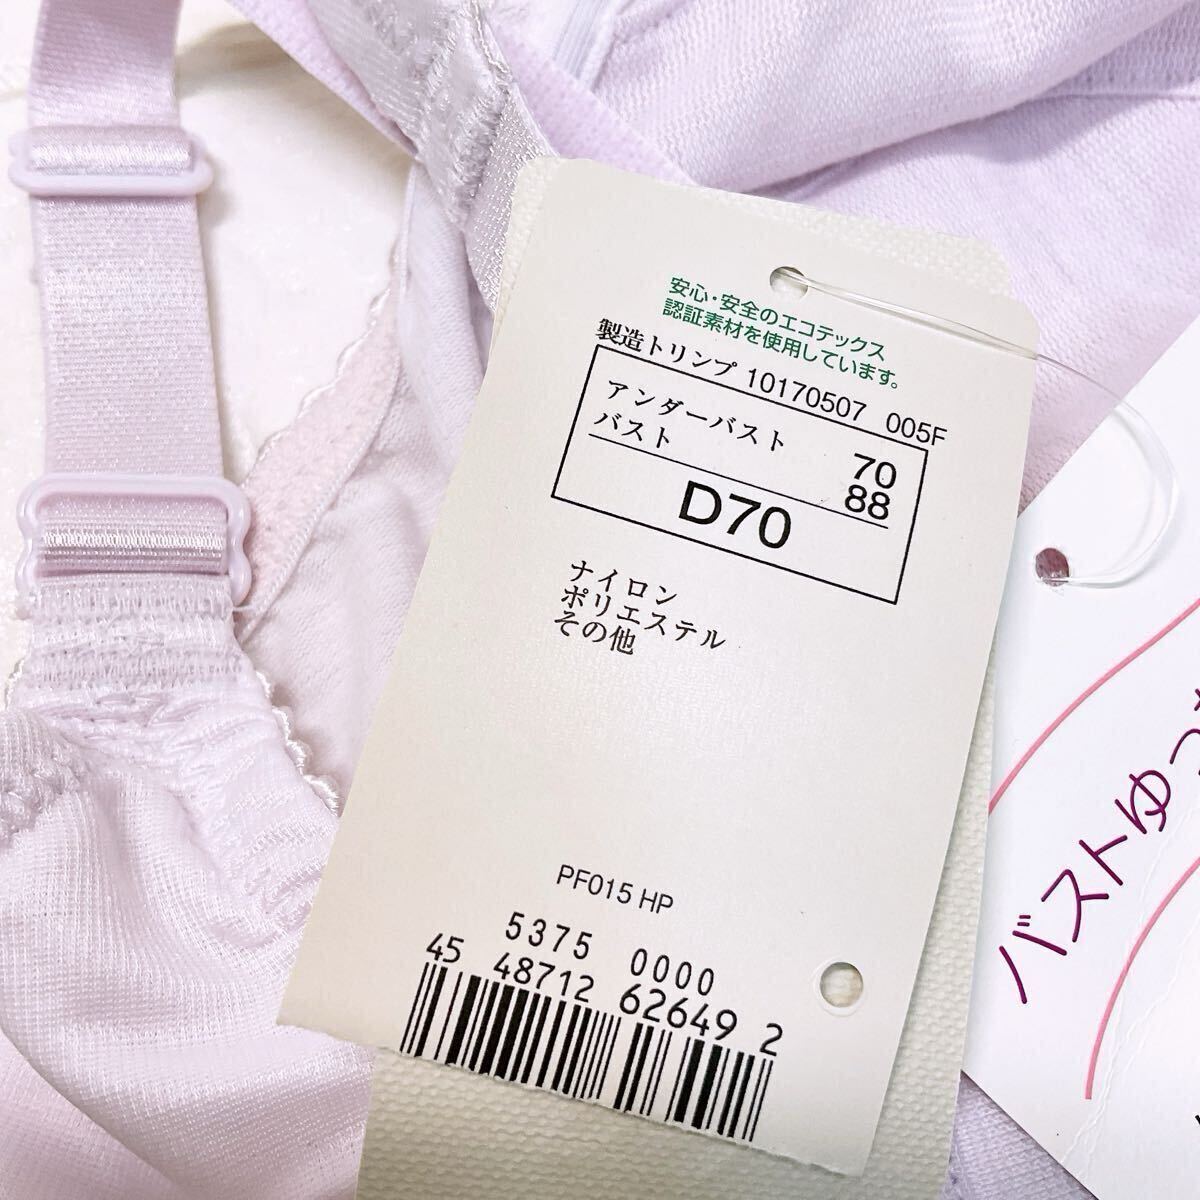 安心・安全のエコテックス
認証素材を使用しています。
製造トリンプ 10170507 005F
アンダーバスト 70
バスト 88
D70
ナイロン
ポリエステル
その他
PF015 HP
5375 0000
45 48712 62649 2
バストゆっ